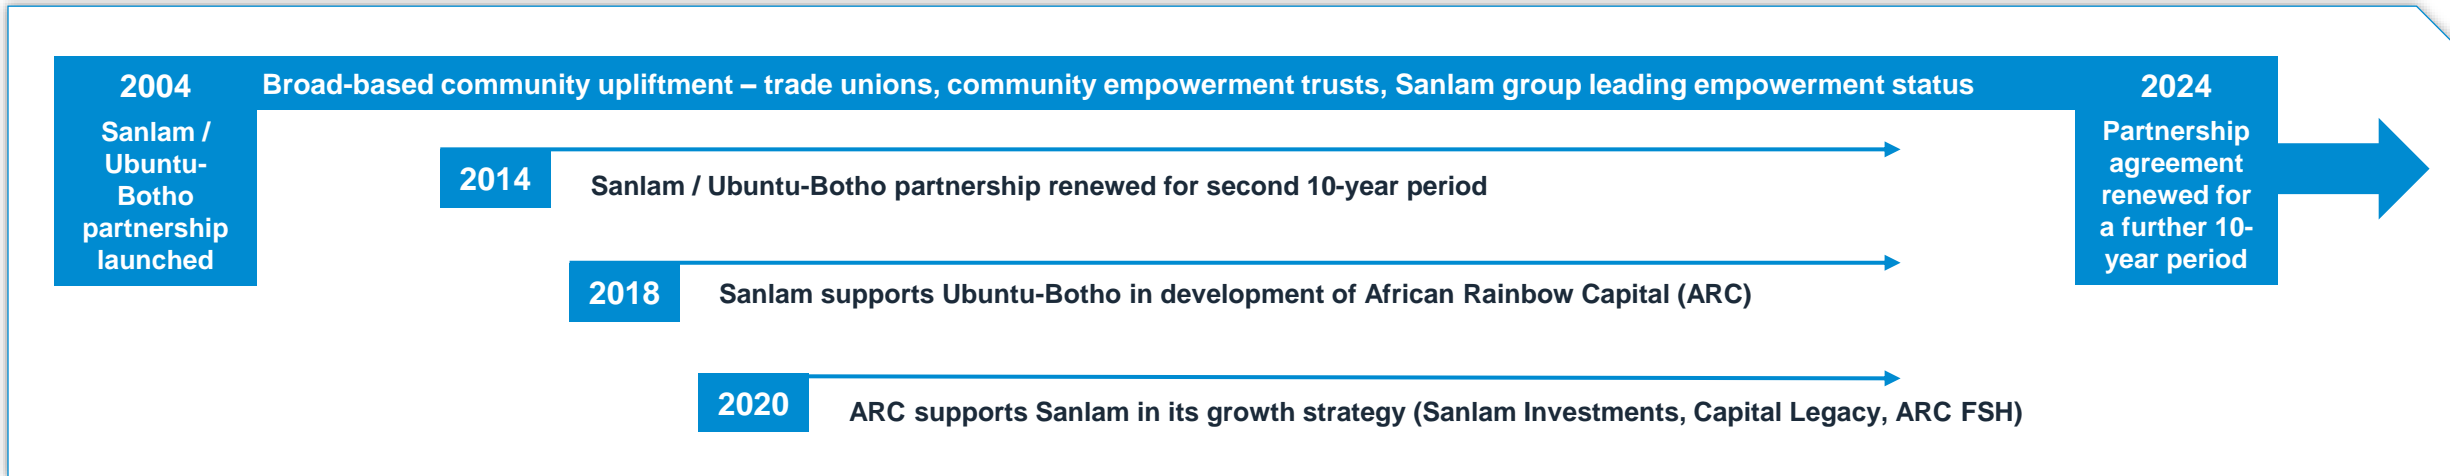 2004
Sanlam /
Ubuntu-
Botho
partnership
launched
Broad-based community upliftment – trade unions, community empowerment trusts, Sanlam group leading empowerment status
2014
Sanlam / Ubuntu-Botho partnership renewed for second 10-year period
2018
Sanlam supports Ubuntu-Botho in development of African Rainbow Capital (ARC)
2020
ARC supports Sanlam in its growth strategy (Sanlam Investments, Capital Legacy, ARC FSH)
2024
Partnership
agreement
renewed for
a further 10-
year period